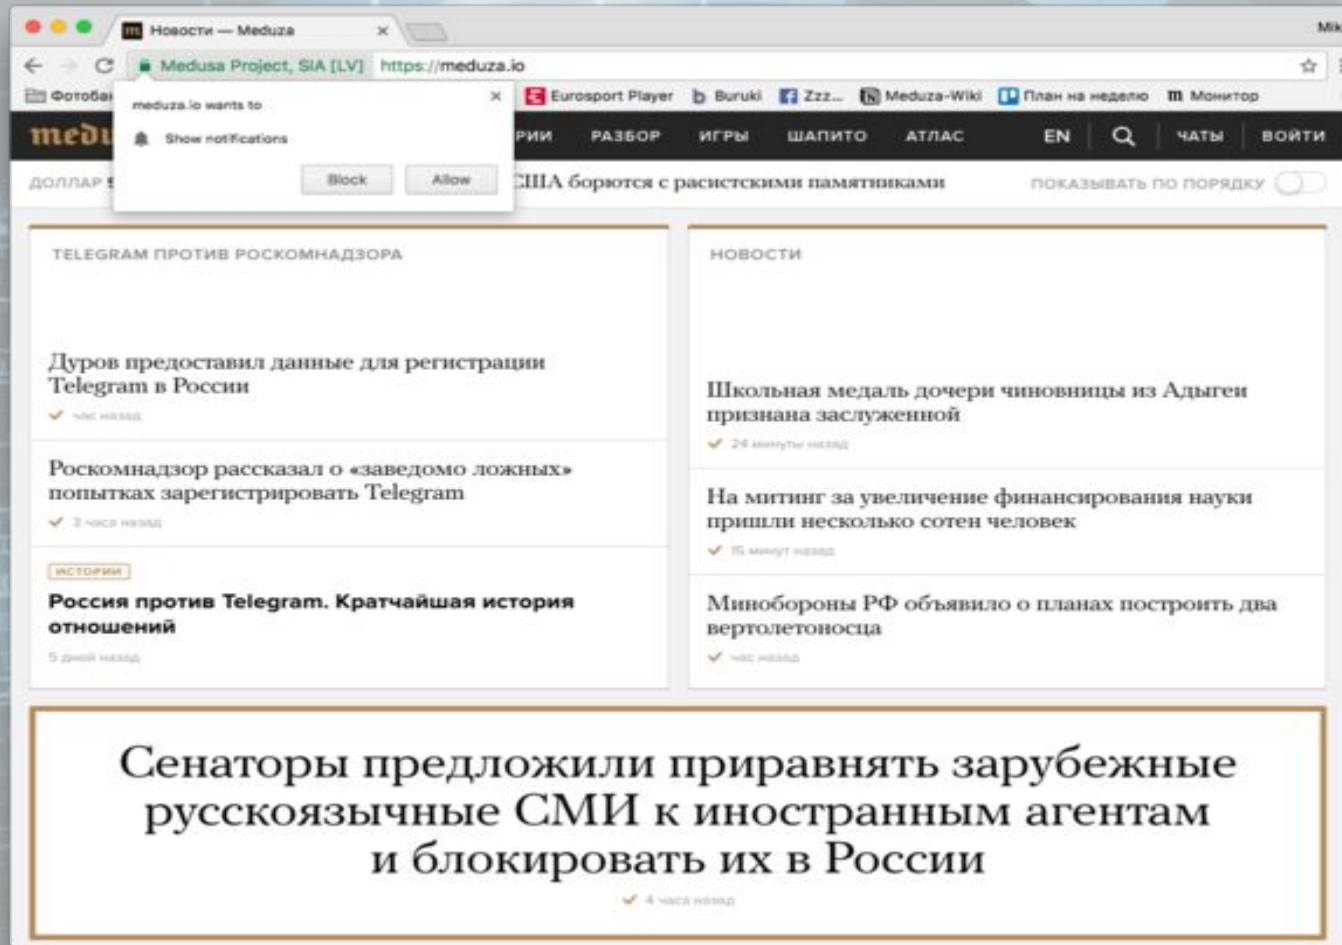 Новости — Meduza
Mik
Medusa Project, SIA [LV] https://meduza.io
Фотоба
Eurosport Player
Buruki
Zzz...
Meduza-Wiki
План на неделю
Монитор
meduza.io wants to
Show notifications
Block Allow
РАЗБОР ИГРЫ ШАПИТО АТЛАС EN ЧАТЫ ВОЙТИ
ДОЛЛАР
США борются с расистскими памятниками
ПОКАЗЫВАТЬ ПО ПОРЯДКУ
TELEGRAM ПРОТИВ РОСКОМНАДЗОРА
Дуров предоставил данные для регистрации
Telegram в России
час назад
Роскомнадзор рассказал о «заведомо ложных»
попытках зарегистрировать Telegram
3 часа назад
ИСТОРИИ
Россия против Telegram. Кратчайшая история
отношений
5 дней назад
НОВОСТИ
Школьная медаль дочери чиновницы из Адыгеи
признана заслуженной
24 минуты назад
На митинг за увеличение финансирования науки
пришли несколько сотен человек
15 минут назад
Минобороны РФ объявило о планах построить два
вертолетоносца
час назад
Сенаторы предложили приравнять зарубежные
русскоязычные СМИ к иностранным агентам
и блокировать их в России
4 часа назад